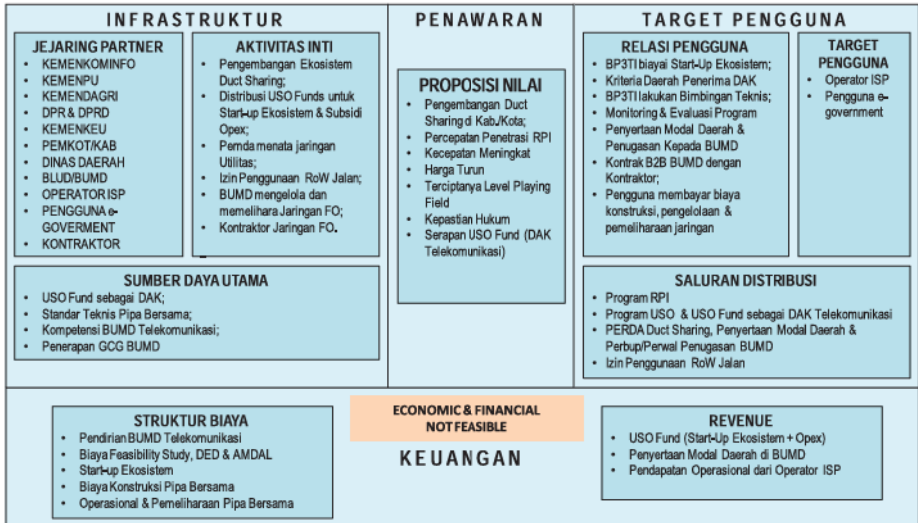 INFRASTRUKTUR
JEJARING PARTNER
• KEMENKOMINFO
• KEMENPU
• KEMENDAGRI
• DPR & DPRD
• KEMENKEU
• PEMKOT/KAB
• DINAS DAERAH
• BLUD/BUMD
• OPERATOR ISP
• PENGGUNA e-
GOVERMENT
• KONTRAKTOR
AKTIVITAS INTI
• Pengembangan Ekosistem
Duct Sharing;
• Distribusi USO Funds untuk
Start-up Ekosistem & Subsidi
Opex;
• Pemda menata jaringan
Utilitas;
• Izin Penggunaan RoW Jalan;
• BUMD mengelola dan
memelihara Jaringan FO;
• Kontraktor Jaringan FO.
SUMBER DAYA UTAMA
• USO Fund sebagai DAK;
• Standar Teknis Pipa Bersama;
• Kompetensi BUMD Telekomunikasi;
• Penerapan GCG BUMD
PENAWARAN
PROPOSISI NILAI
• Pengembangan Duct
Sharing di Kab./Kota;
• Percepatan Penetrasi RPI
• Kecepatan Meningkat
• Harga Turun
• Terciptanya Level Playing
Field
• Kepastian Hukum
• Serapan USO Fund (DAK
Telekomunikasi)
TARGET PENGGUNA
RELASI PENGGUNA
• BP3TI biayai Start-Up Ekosistem;
• Kriteria Daerah Penerima DAK
• BP3TI lakukan Bimbingan Teknis;
• Monitoring & Evaluasi Program
• Penyertaan Modal Daerah &
Penugasan Kepada BUMD
• Kontrak B2B BUMD dengan
Kontraktor;
• Pengguna membayar biaya
konstruksi, pengelolaan &
pemeliharaan jaringan
TARGET
PENGGUNA
• Operator ISP
• Pengguna e-
government
SALURAN DISTRIBUSI
• Program RPI
• Program USO & USO Fund sebagai DAK Telekomunikasi
• PERDA Duct Sharing, Penyertaan Modal Daerah &
Perbup/Perwal Penugasan BUMD
• Izin Penggunaan RoW Jalan
STRUKTUR BIAYA
• Pendirian BUMD Telekomunikasi
• Biaya Feasibility Study, DED & AMDAL
• Start-up Ekosistem
• Biaya Konstruksi Pipa Bersama
• Operasional & Pemeliharaan Pipa Bersama
ECONOMIC & FINANCIAL
NOT FEASIBLE
KEUANGAN
REVENUE
• USO Fund (Start-Up Ekosistem + Opex)
• Penyertaan Modal Daerah di BUMD
• Pendapatan Operasional dari Operator ISP